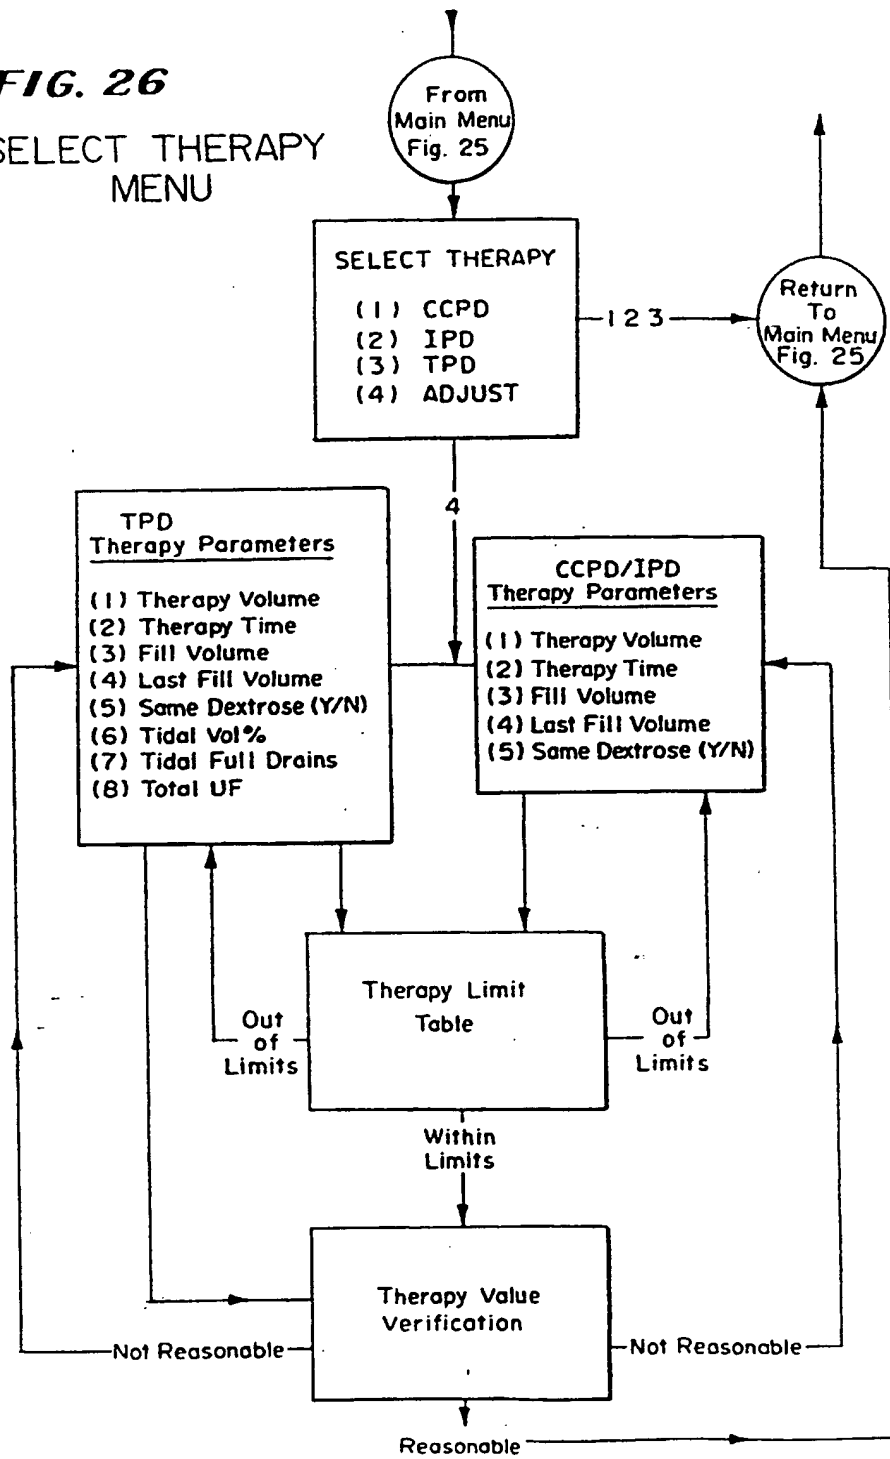 FIG. 26
SELECT THERAPY
MENU
From
Main Menu
Fig. 25
SELECT THERAPY
(1) CCPD
(2) IPD
(3) TPD
(4) ADJUST
1 2 3
Return
To
Main Menu
Fig. 25
4
TPD
Therapy Parameters
(1) Therapy Volume
(2) Therapy Time
(3) Fill Volume
(4) Last Fill Volume
(5) Same Dextrose (Y/N)
(6) Tidal Vol%
(7) Tidal Full Drains
(8) Total UF
CCPD/IPD
Therapy Parameters
(1) Therapy Volume
(2) Therapy Time
(3) Fill Volume
(4) Last Fill Volume
(5) Same Dextrose (Y/N)
Therapy Limit
Table
Out
of
Limits
Out
of
Limits
Within
Limits
Therapy Value
Verification
Not Reasonable
Not Reasonable
Reasonable